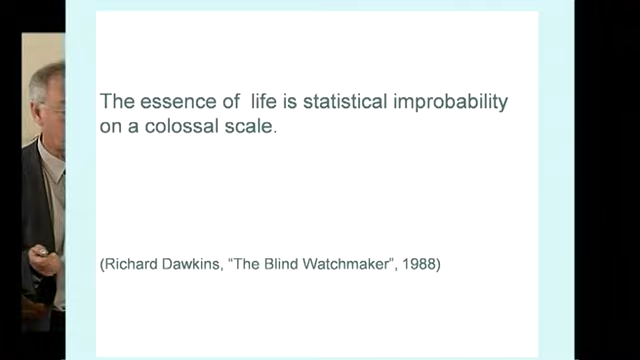 The essence of  life is statistical improbability
on a colossal scale.
(Richard Dawkins, “The Blind Watchmaker”, 1988)